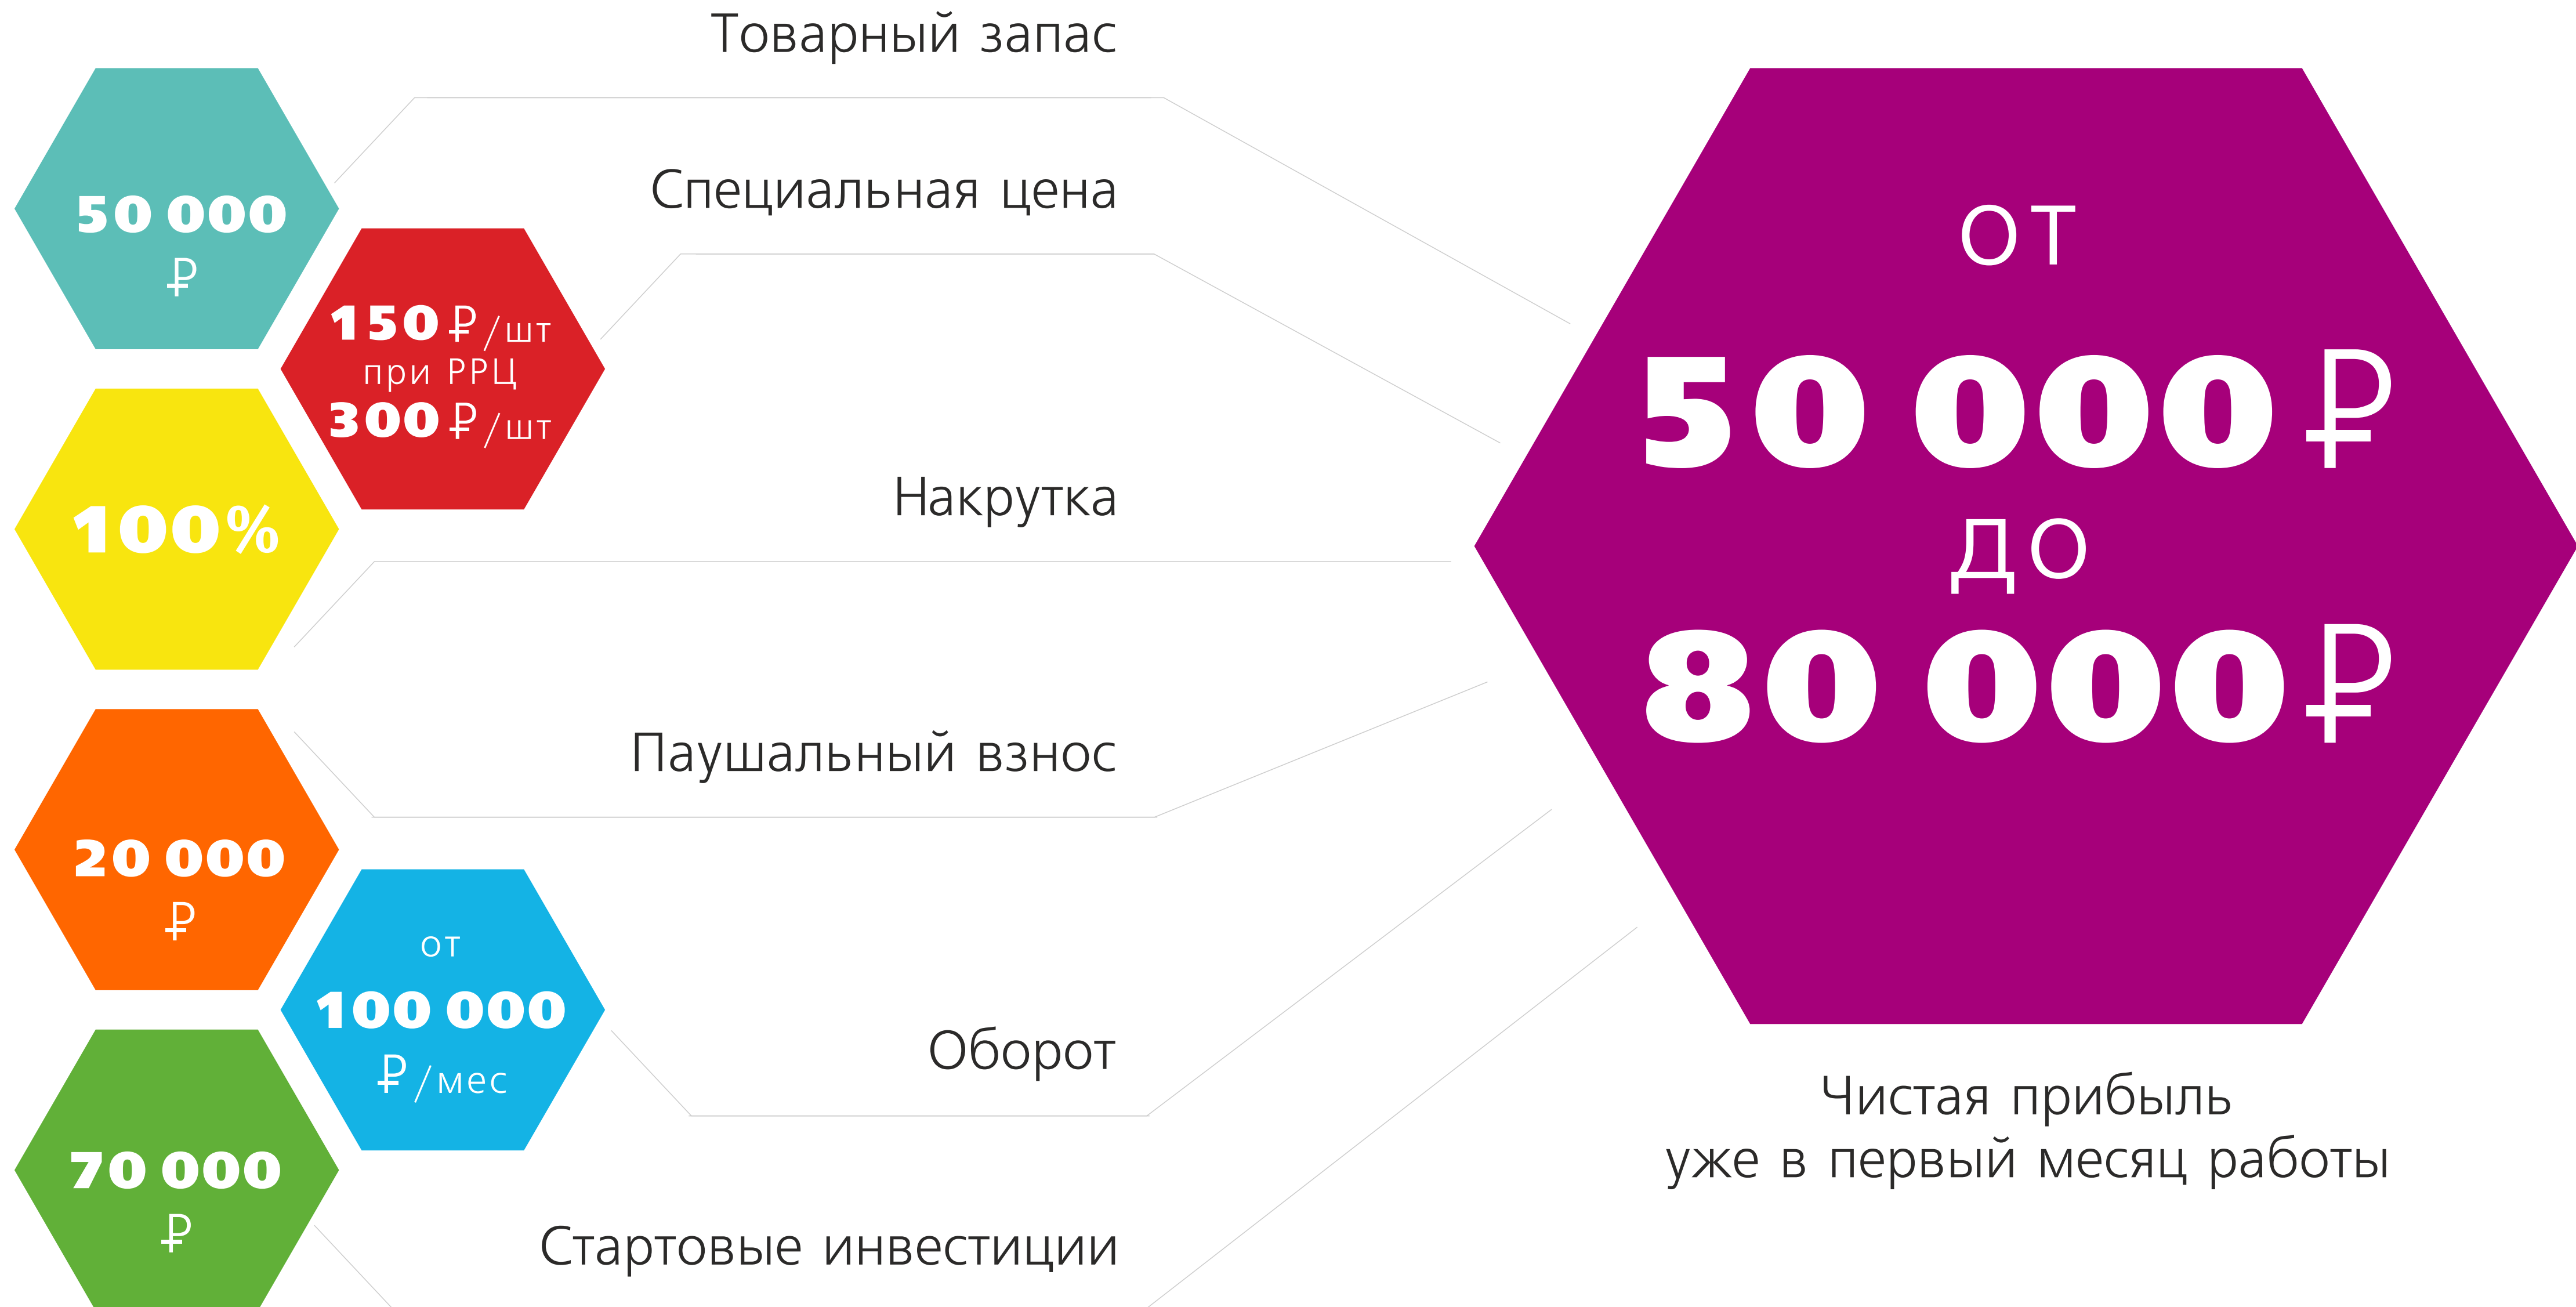 Товарный запас
50 000
₽
Специальная цена
150 ₽/шт
при РРЦ
300 ₽/шт
Накрутка
100%
Паушальный взнос
20 000
₽
Оборот
от
100 000
₽/мес
Стартовые инвестиции
70 000
₽
от
50 000 ₽
до
80 000 ₽
Чистая прибыль
уже в первый месяц работы